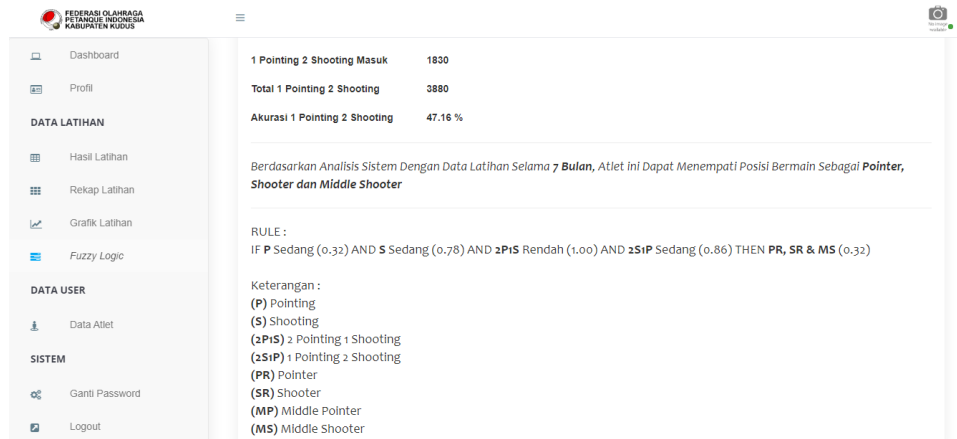 FEDERASI OLAHRAGA
PETANQUE INDONESIA
KABUPATEN KUDUS
Dashboard
Profil
DATA LATIHAN
Hasil Latihan
Rekap Latihan
Grafik Latihan
Fuzzy Logic
DATA USER
Data Atlet
SISTEM
Ganti Password
Logout
1 Pointing 2 Shooting Masuk 1830
Total 1 Pointing 2 Shooting 3880
Akurasi 1 Pointing 2 Shooting 47.16 %
Berdasarkan Analisis Sistem Dengan Data Latihan Selama 7 Bulan, Atlet ini Dapat Menempati Posisi Bermain Sebagai Pointer,
Shooter dan Middle Shooter
RULE :
IF P Sedang (0.32) AND S Sedang (0.78) AND 2P1S Rendah (1.00) AND 2S1P Sedang (0.86) THEN PR, SR & MS (0.32)
Keterangan :
(P) Pointing
(S) Shooting
(2P1S) 2 Pointing 1 Shooting
(2S1P) 1 Pointing 2 Shooting
(PR) Pointer
(SR) Shooter
(MP) Middle Pointer
(MS) Middle Shooter